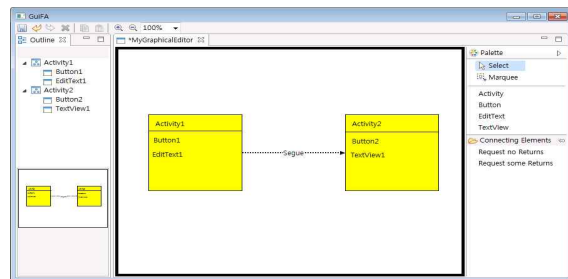 GuiFA
100%
Outline
*MyGraphicalEditor
Activity1
Button1
EditText1
Activity2
Button2
TextView1
Activity1
Button1
EditText1
Segue
Activity2
Button2
TextView1
Palette
Select
Marquee
Activity
Button
EditText
TextView
Connecting Elements
Request no Returns
Request some Returns